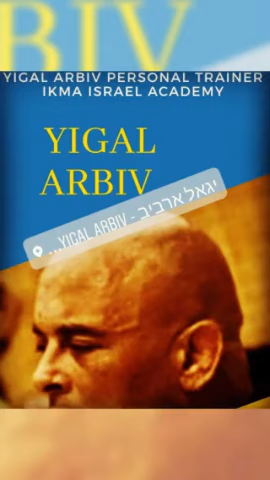 BIV
YIGAL ARBIV PERSONAL TRAINER
IKMA ISRAEL ACADEMY
YIGAL
ARBIV
...YIGAL ARBIV - יגאל ארביב